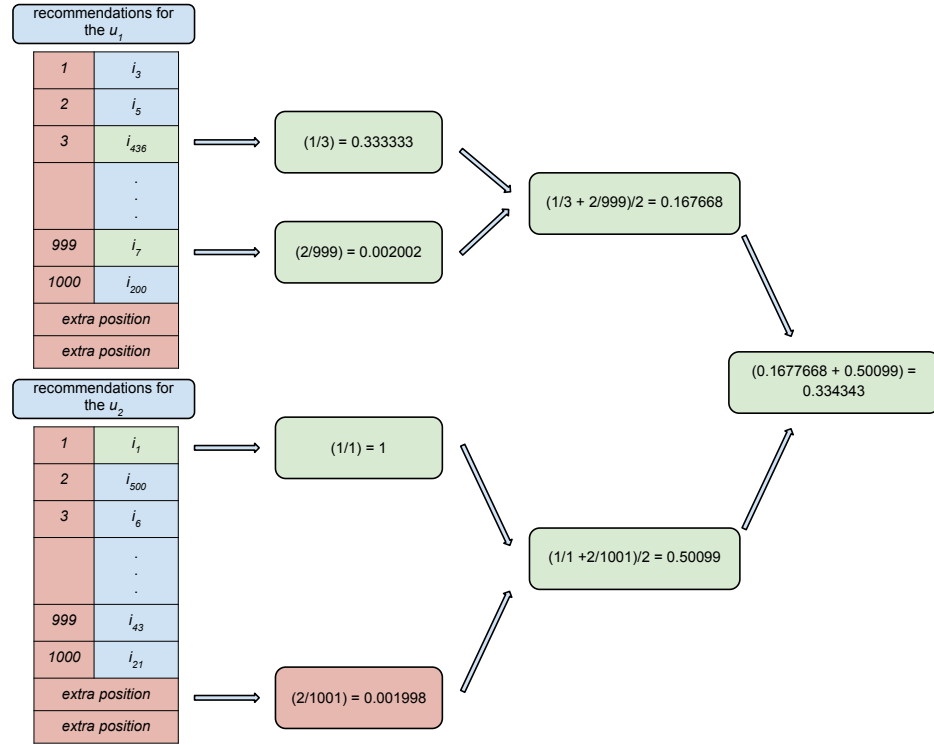 recommendations for
the u1
1 i3
2 i5
3 i436
.
.
.
999 i7
1000 i200
extra position
extra position
(1/3) = 0.333333
(2/999) = 0.002002
(1/3 + 2/999)/2 = 0.167668
(0.1677668 + 0.50099) =
0.334343
recommendations for
the u2
1 i1
2 i500
3 i6
.
.
.
999 i43
1000 i21
extra position
extra position
(1/1) = 1
(2/1001) = 0.001998
(1/1 +2/1001)/2 = 0.50099